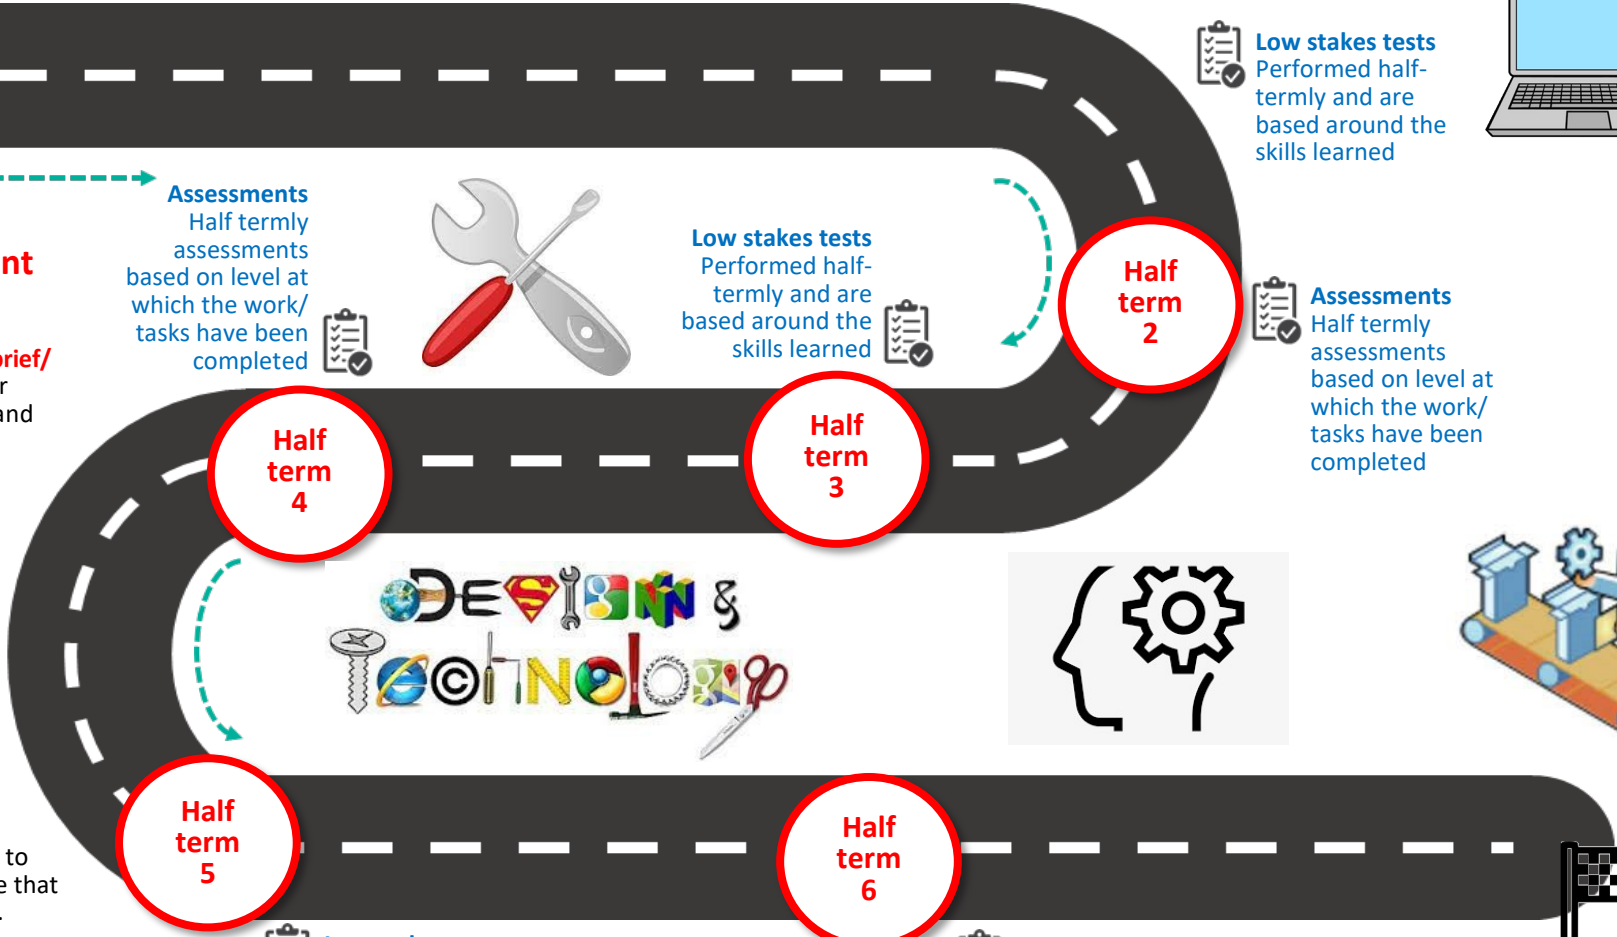 Low stakes tests
Performed half-
termly and are
based around the
skills learned
Assessments
Half termly
assessments
based on level at
which the work/
tasks have been
completed
Low stakes tests
Performed half-
termly and are
based around the
skills learned
Half
term
2
Assessments
Half termly
assessments
based on level at
which the work/
tasks have been
completed
nt
brief/
r
and
Half
term
4
Half
term
3
DESIGN &
TECHNOLOGY
Half
term
5
Half
term
6
to
e that
.